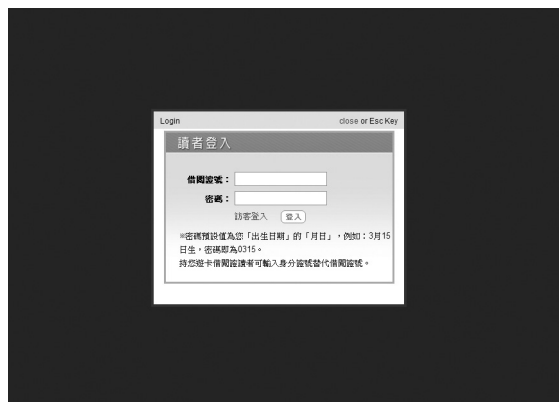 Login
close or Esc Key
讀者登入
借閱證號：
密碼：
訪客登入 登入
※密碼預設值為您「出生日期」的「月日」，例如：3月15
日生，密碼即為0315。
持悠遊卡借閱證讀者可輸入身分證號替代借閱證號。